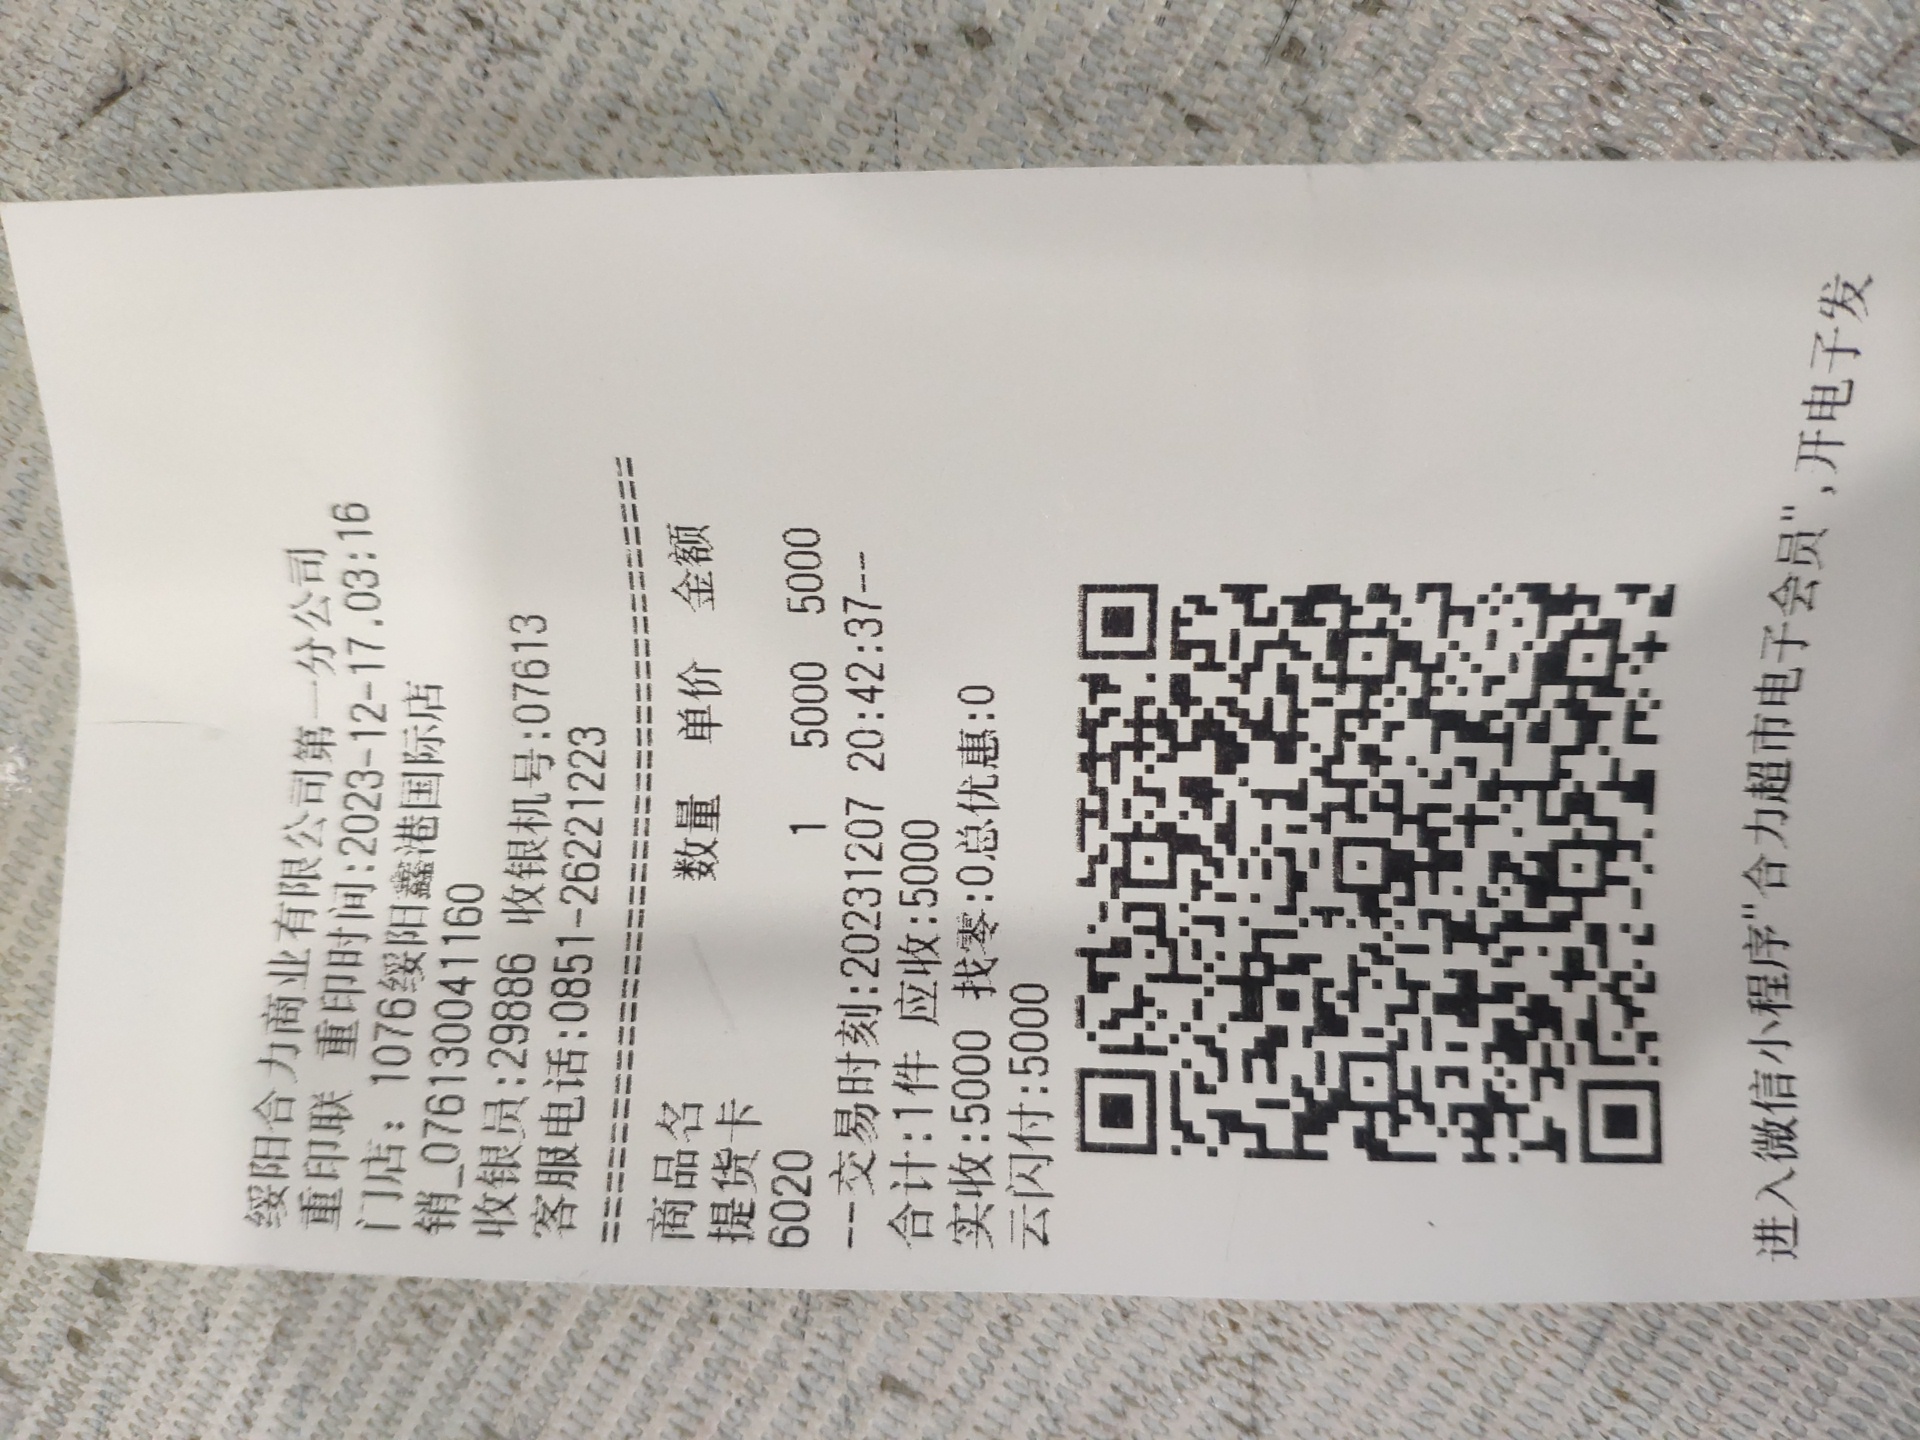 绥阳合力商业有限公司第一分公司
重印联 重印时间:2023-12-17.03:16
门店: 1076绥阳鑫港国际店
销_0761300411​60
收银员:29886 收银机号:07613
客服电话:0851-26221223
==========================================
商品名 数量 单价 金额
提货卡
6020 1 5000 5000
--交易时刻:20231207 20:42:37--
合计:1件 应收:5000
实收:5000 找零:0总优惠:0
云闪付:5000
进入微信小程序"合力超市电子会员",开电子发